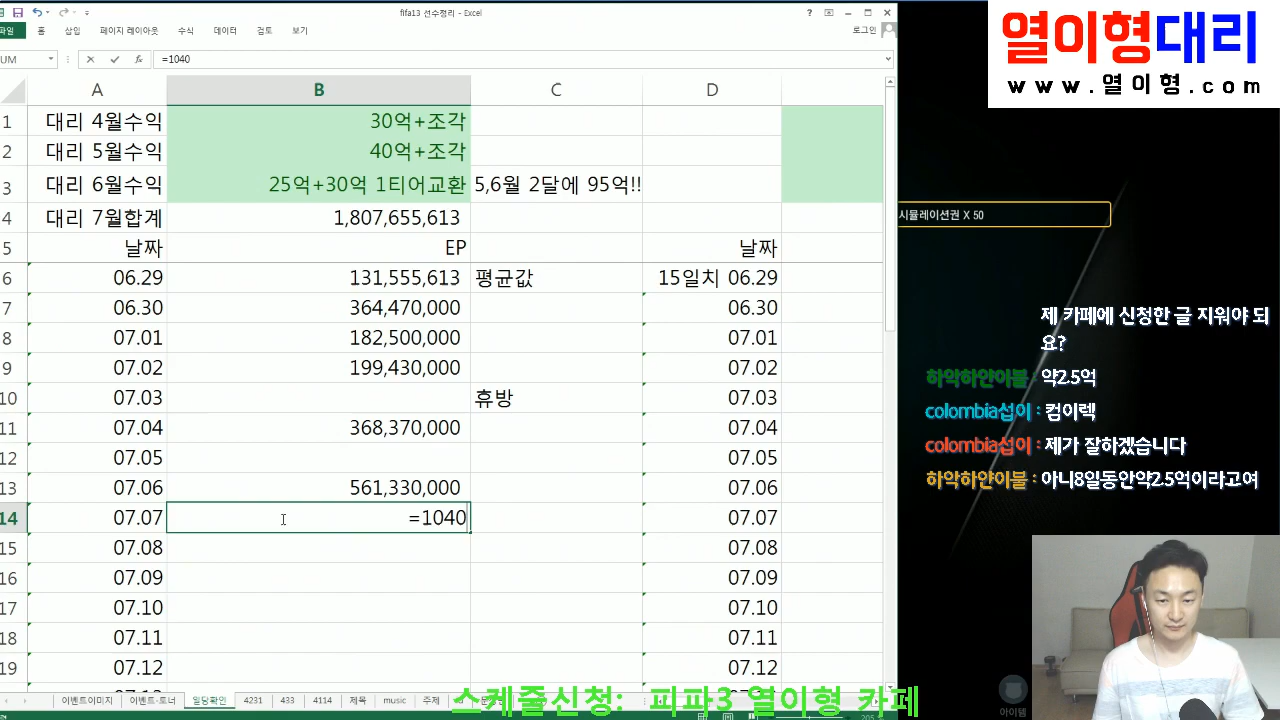 fifa13 선수정리 - Excel
파일 홈 삽입 페이지 레이아웃 수식 데이터 검토 보기
로그인
UM
fx =1040
A B C D
1 대리 4월수익 30억+조각
2 대리 5월수익 40억+조각
3 대리 6월수익 25억+30억 1티어교환 5,6월 2달에 95억!!
4 대리 7월합계 1,807,655,613
5 날짜 EP 날짜
6 06.29 131,555,613 평균값 15일치 06.29
7 06.30 364,470,000 06.30
8 07.01 182,500,000 07.01
9 07.02 199,430,000 07.02
10 07.03 휴방 07.03
11 07.04 368,370,000 07.04
12 07.05 07.05
13 07.06 561,330,000 07.06
14 07.07 =1040 07.07
15 07.08 07.08
16 07.09 07.09
17 07.10 07.10
18 07.11 07.11
19 07.12 07.12
이벤트이미지 이벤트-토너 일당확인 4231 433 4114 제목 music 주제
스케줄신청: 피파3 열이형 카페
열이형대리
www.열이형.com
시뮬레이션권 X 50
제 카페에 신청한 글 지워야 되
요?
하악하얀이불 : 약2.5억
colombia섭이 : 컴이렉
colombia섭이 : 제가 잘하겠습니다
하악하얀이불 : 아니8일동안약2.5억이라고여
아이템